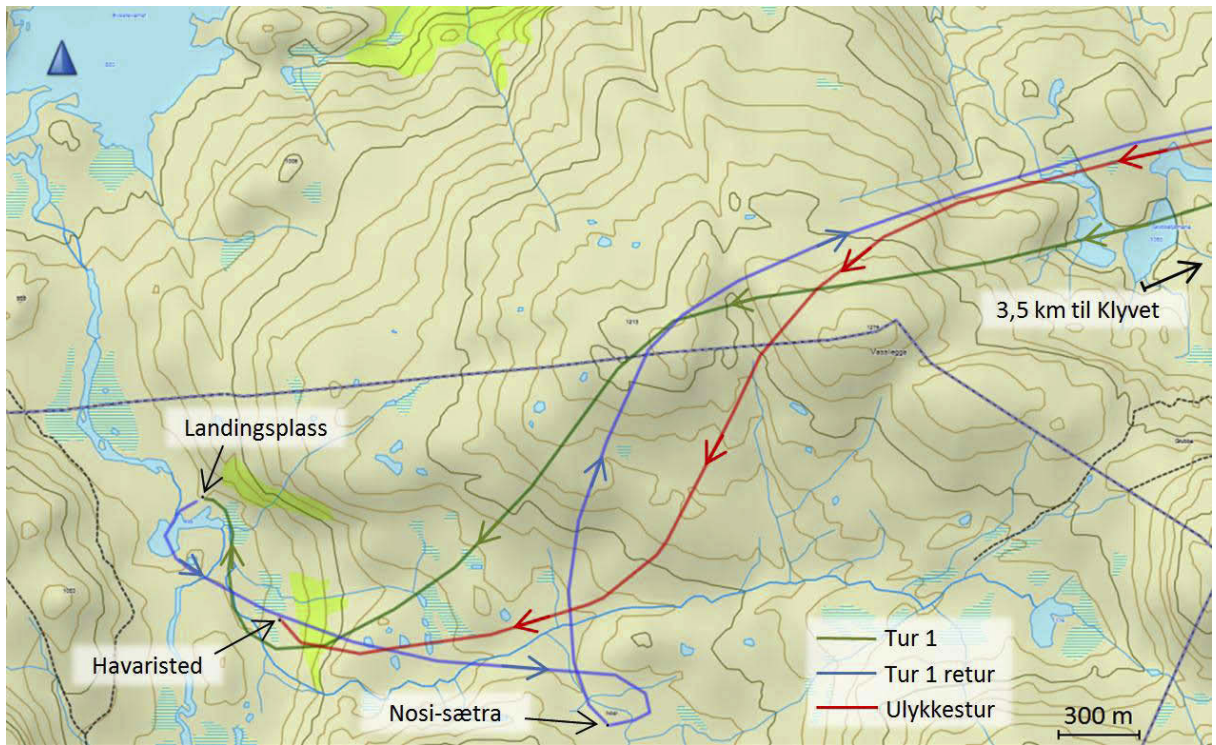 3,5 km til Klyvet
Landingsplass
Havaristed
Nosi-sætra
Tur 1
Tur 1 retur
Ulykkestur
300 m